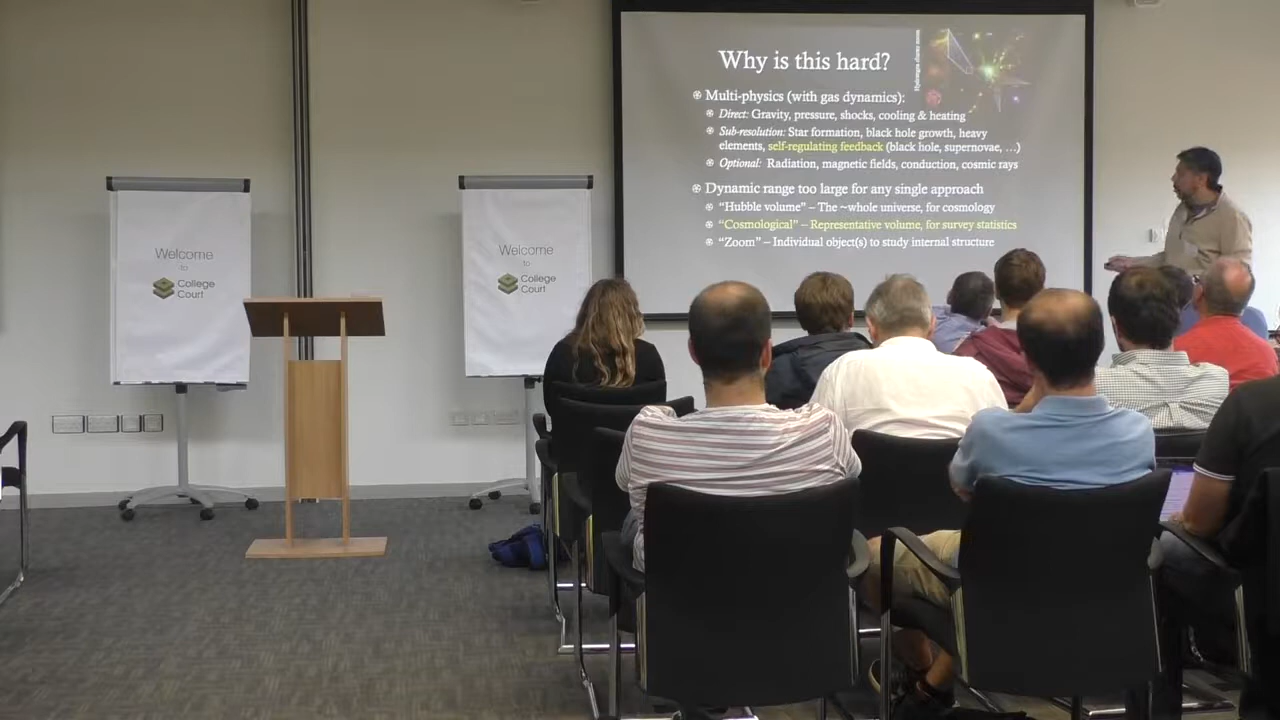 Why is this hard?
Multi-physics (with gas dynamics):
Direct: Gravity, pressure, shocks, cooling & heating
Sub-resolution: Star formation, black hole growth, heavy
elements, self-regulating feedback (black hole, supernovae, …)
Optional: Radiation, magnetic fields, conduction, cosmic rays
Dynamic range too large for any single approach
"Hubble volume" – The ~whole universe, for cosmology
"Cosmological" – Representative volume, for survey statistics
"Zoom" – Individual object(s) to study internal structure
Welcome
to
College
Court
Welcome
to
College
Court